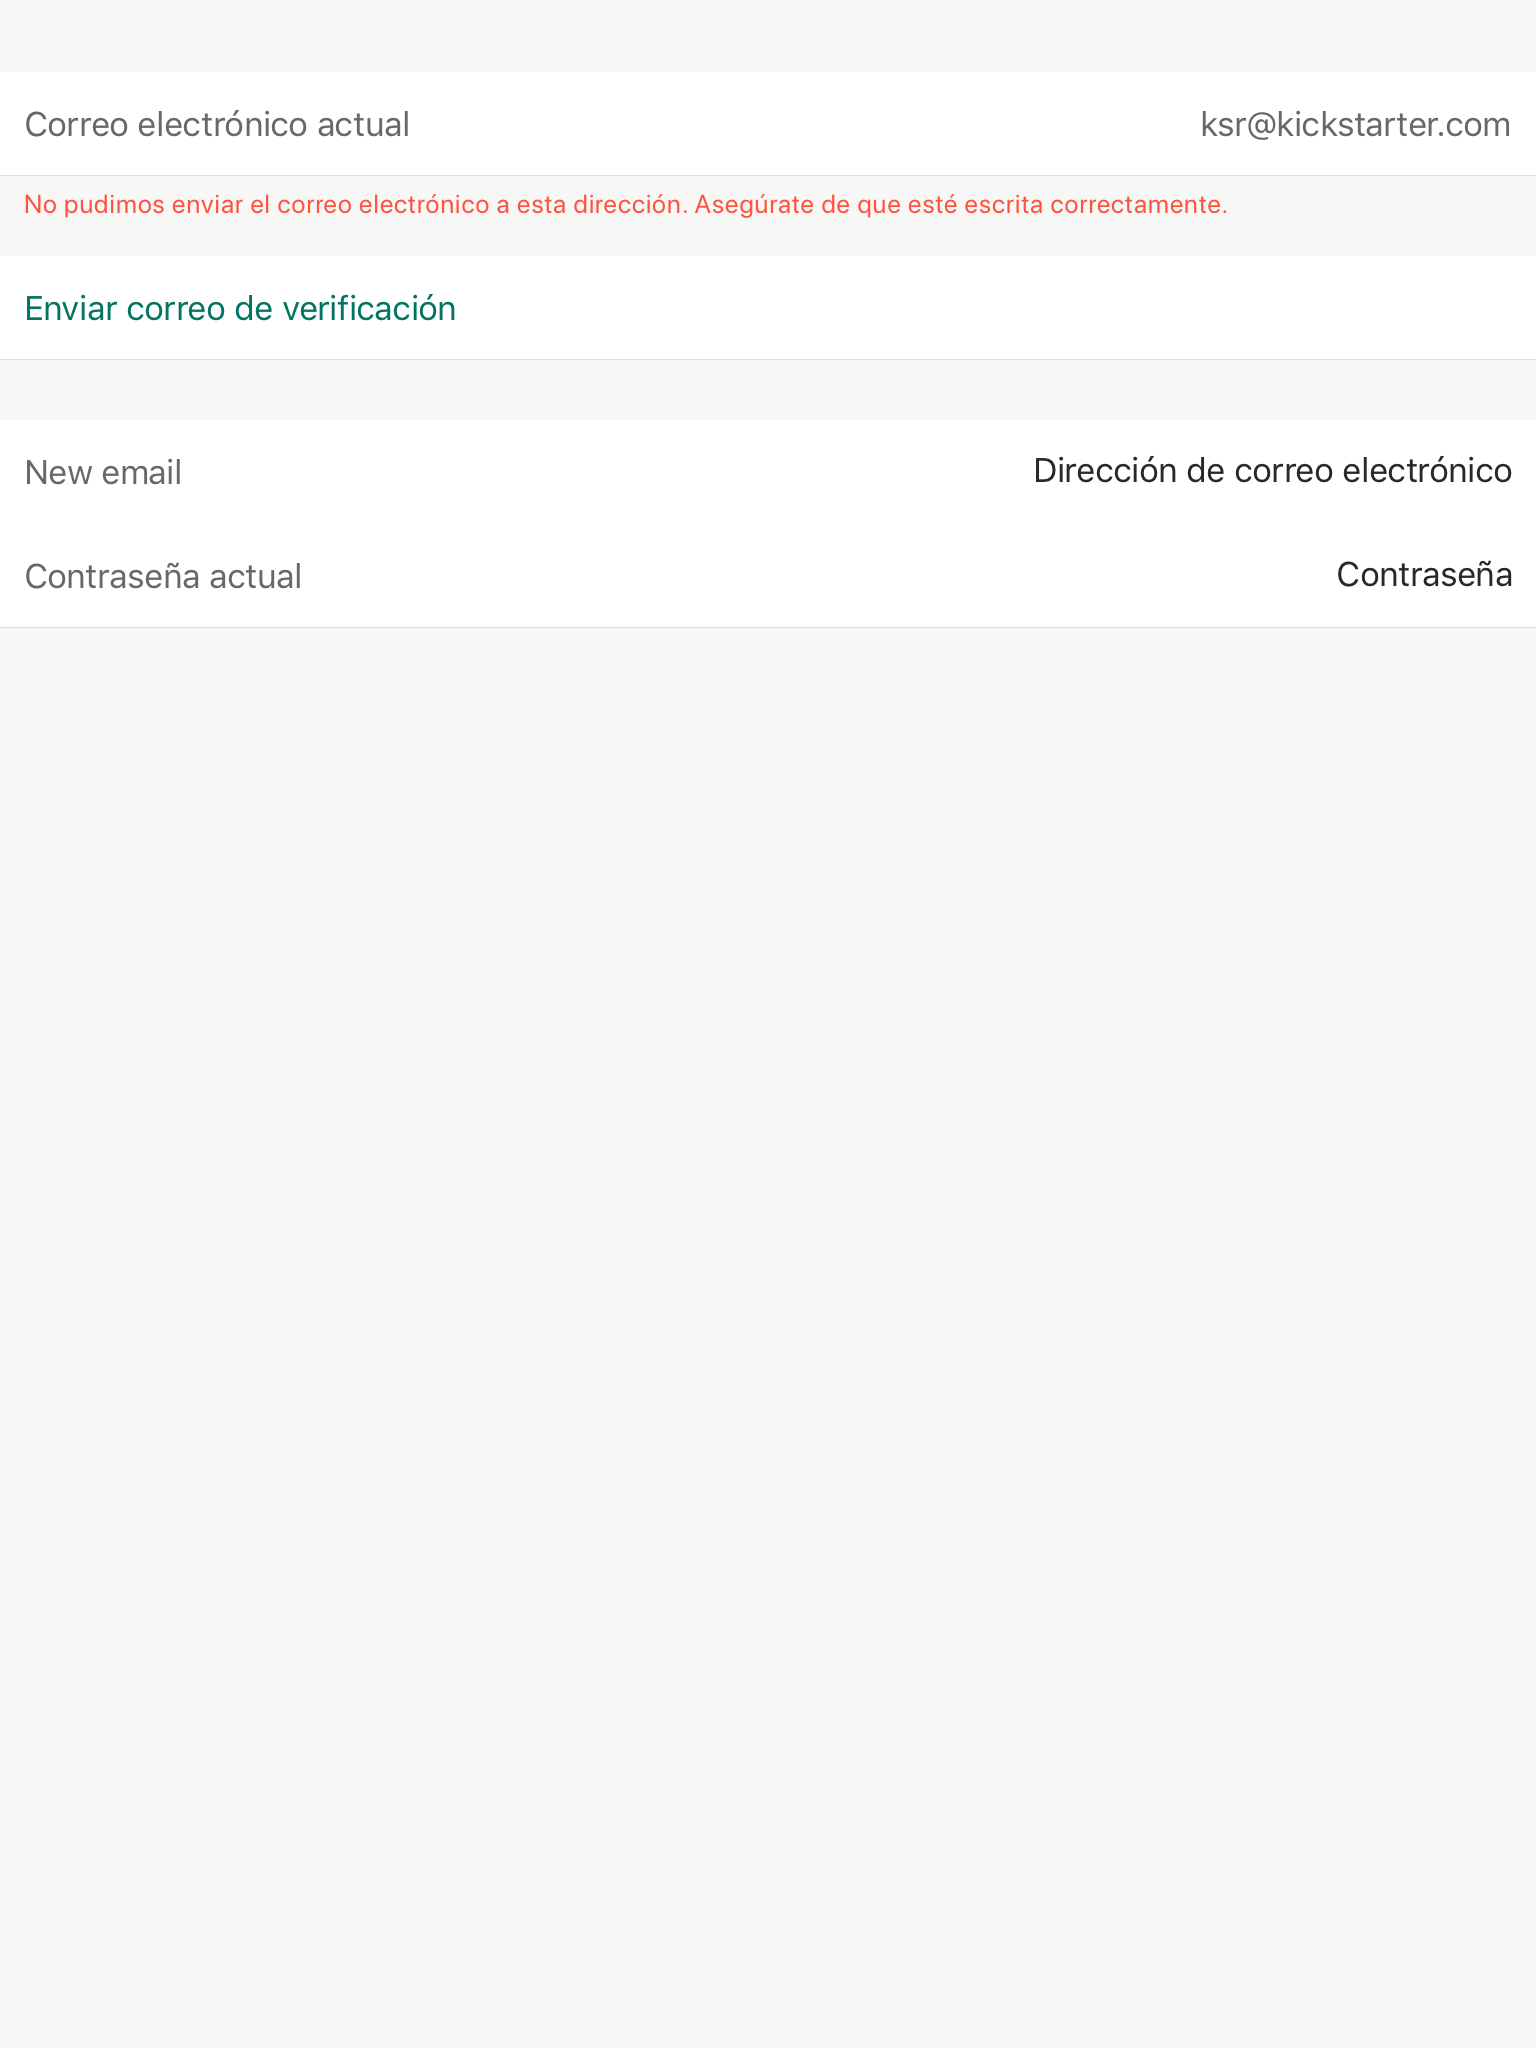 Correo electrónico actual ksr@kickstarter.com
No pudimos enviar el correo electrónico a esta dirección. Asegúrate de que esté escrita correctamente.
Enviar correo de verificación
New email Dirección de correo electrónico
Contraseña actual Contraseña